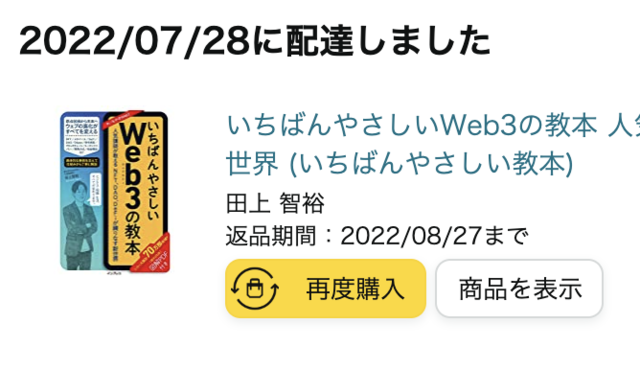 2022/07/28に配達しました
いちばんやさしい
Web3の教本
いちばんやさしいWeb3の教本 人気
世界 (いちばんやさしい教本)
田上 智裕
返品期間：2022/08/27まで
再度購入
商品を表示